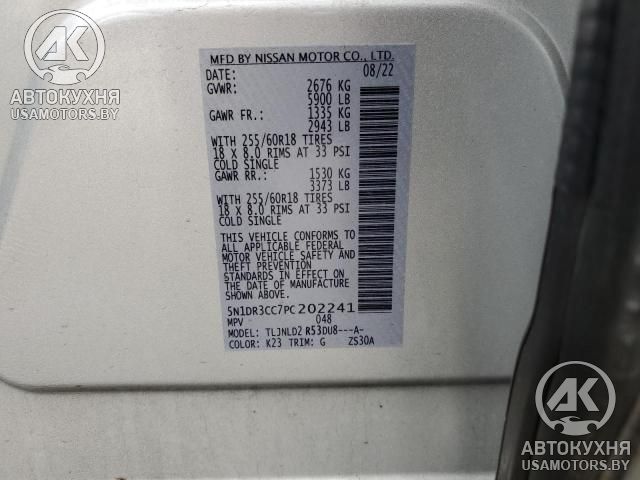 AK
АВТОКУХНЯ
USAMOTORS.BY
MFD BY NISSAN MOTOR CO., LTD.
DATE: 08/22
GVWR: 2676 KG
5900 LB
GAWR FR.: 1335 KG
2943 LB
WITH 255/60R18 TIRES
18 X 8.0 RIMS AT 33 PSI
COLD SINGLE
GAWR RR.: 1530 KG
3373 LB
WITH 255/60R18 TIRES
18 X 8.0 RIMS AT 33 PSI
COLD SINGLE
THIS VEHICLE CONFORMS TO
ALL APPLICABLE FEDERAL
MOTOR VEHICLE SAFETY AND
THEFT PREVENTION
STANDARDS IN EFFECT ON
THE DATE OF MANUFACTURE
SHOWN ABOVE.
5N1DR3CC7PC202241
MPV 048
MODEL: TLJNLD2 R53DU8---A-
COLOR: K23 TRIM: G ZS30A
AK
АВТОКУХНЯ
USAMOTORS.BY